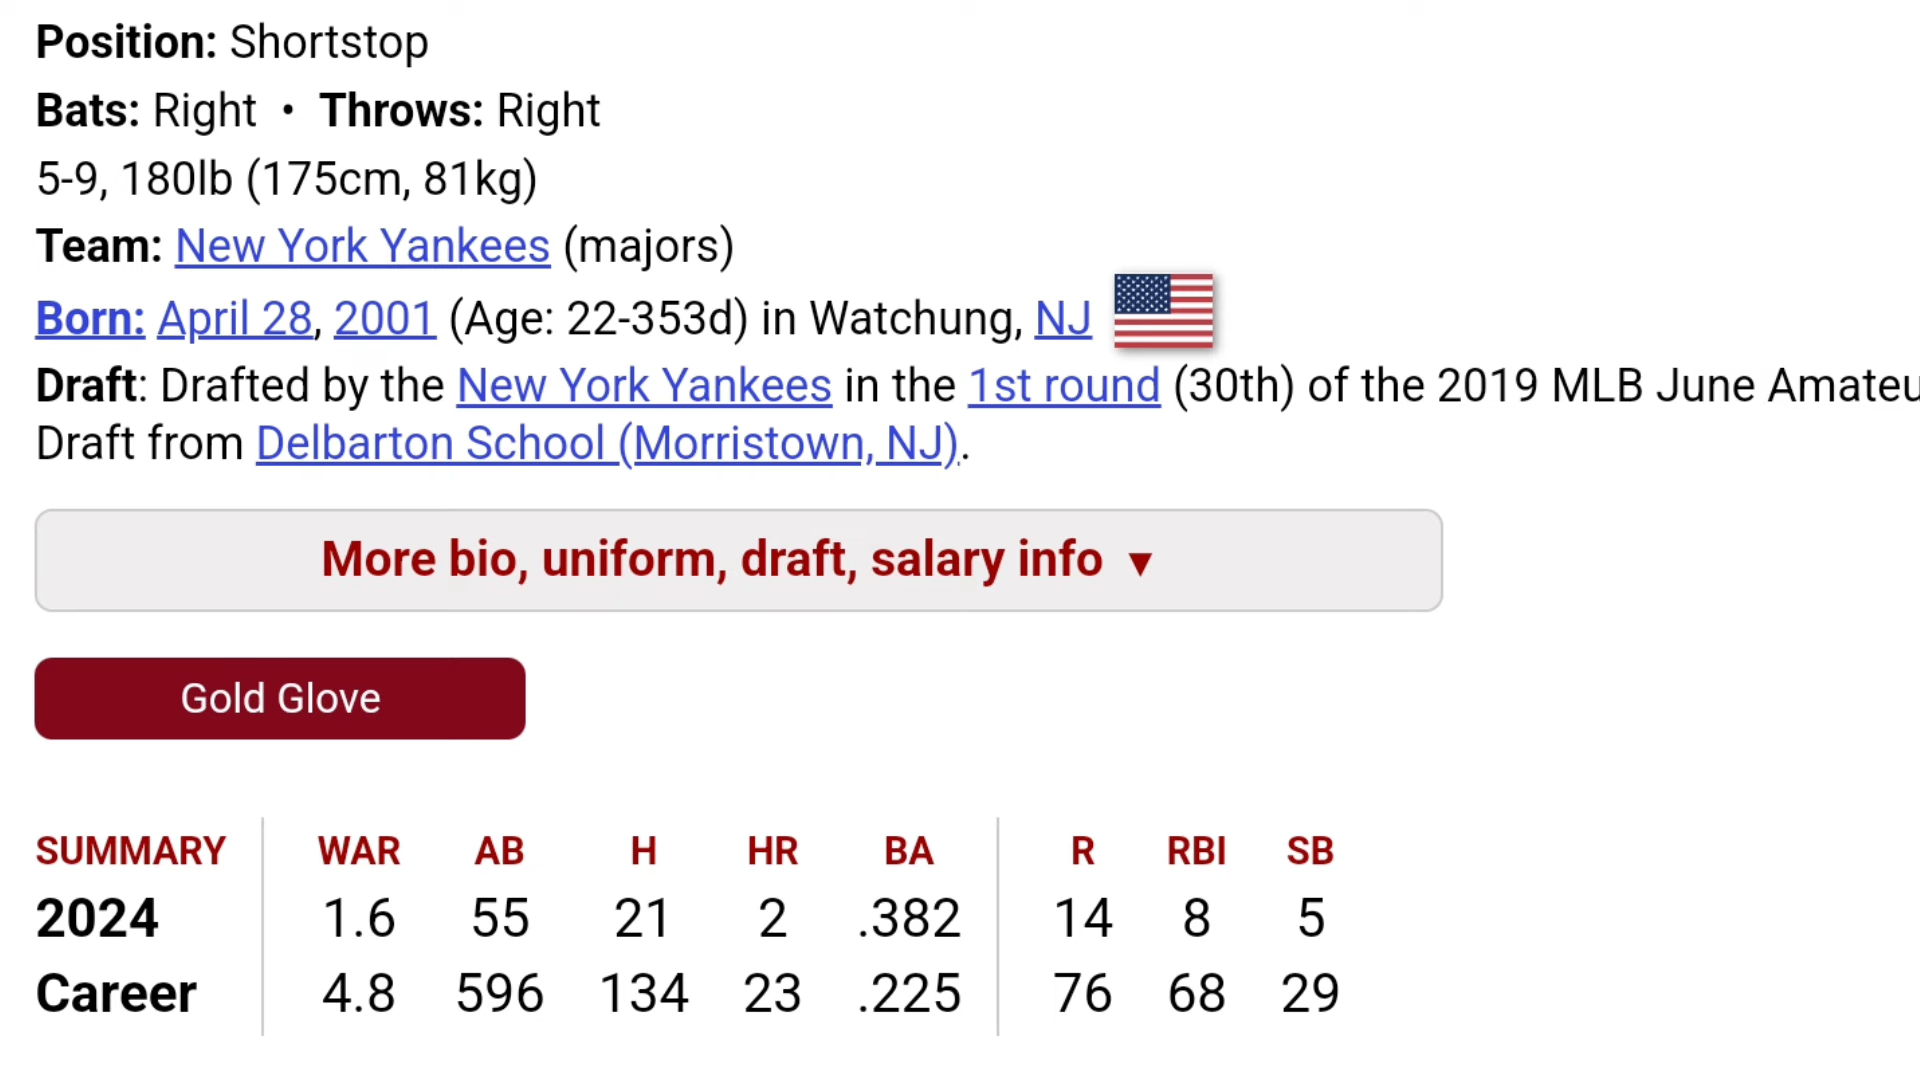 Position: Shortstop
Bats: Right • Throws: Right
5-9, 180lb (175cm, 81kg)
Team: New York Yankees (majors)
Born: April 28, 2001 (Age: 22-353d) in Watchung, NJ
Draft: Drafted by the New York Yankees in the 1st round (30th) of the 2019 MLB June Amateu
Draft from Delbarton School (Morristown, NJ).
More bio, uniform, draft, salary info ▼
Gold Glove
SUMMARY WAR AB H HR BA R RBI SB
2024 1.6 55 21 2 .382 14 8 5
Career 4.8 596 134 23 .225 76 68 29